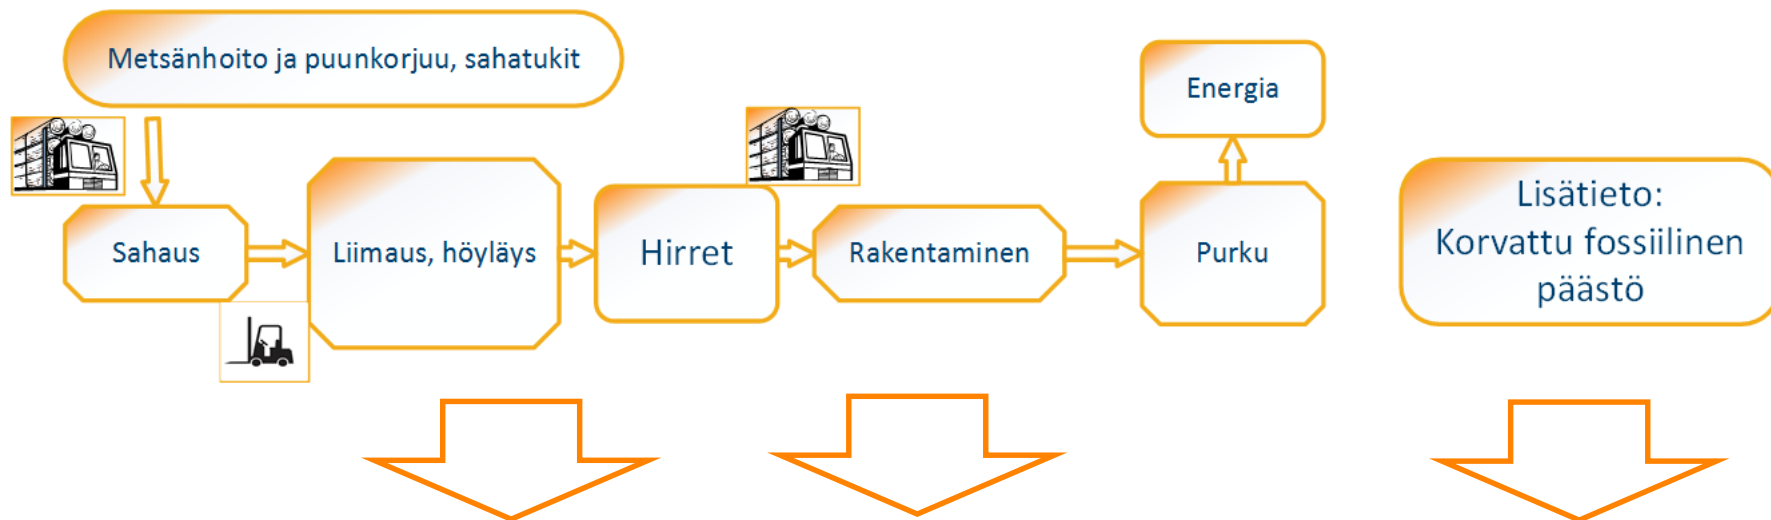 Metsänhoito ja puunkorjuu, sahatukit
Energia
Sahaus
Liimaus, höyläys
Hirret
Rakentaminen
Purku
Lisätieto:
Korvattu fossiilinen
päästö